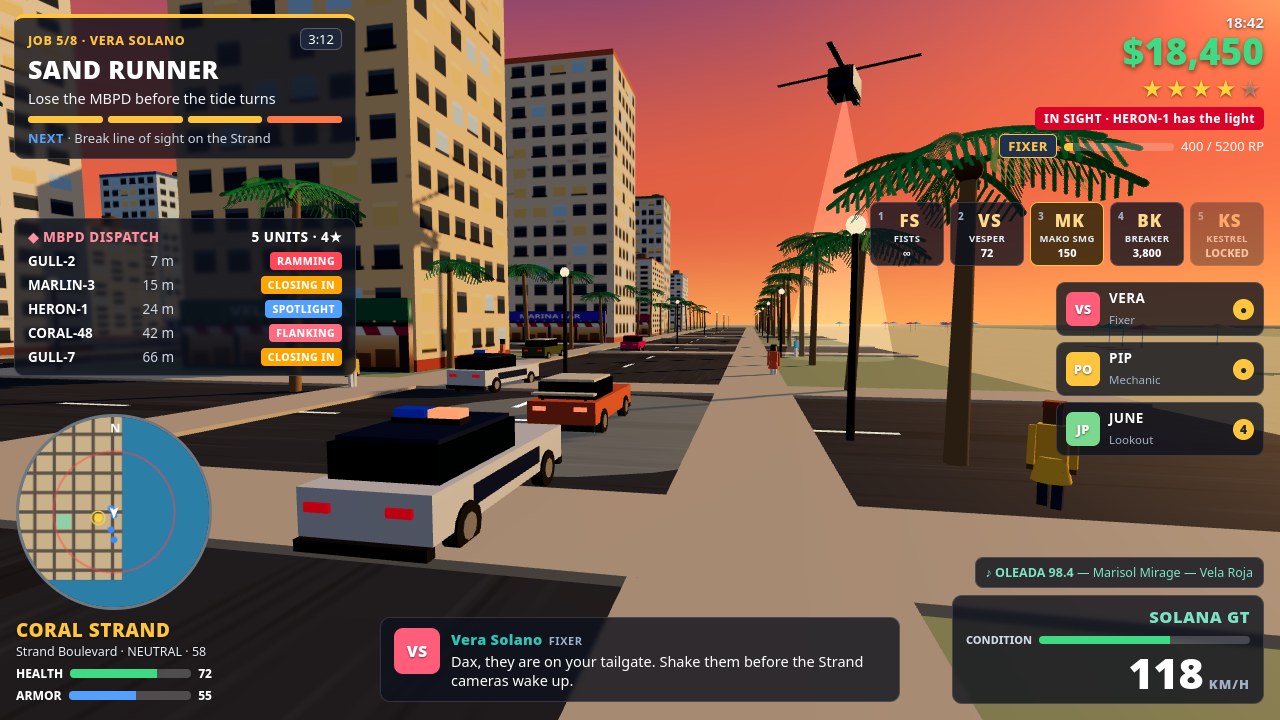 JOB 5/8 · VERA SOLANO
3:12
SAND RUNNER
Lose the MBPD before the tide turns
NEXT · Break line of sight on the Strand
◆ MBPD DISPATCH
5 UNITS · 4★
GULL-2 7 m RAMMING
MARLIN-3 15 m CLOSING IN
HERON-1 24 m SPOTLIGHT
CORAL-48 42 m FLANKING
GULL-7 66 m CLOSING IN
18:42
$18,450
★★★★★
IN SIGHT · HERON-1 has the light
FIXER 400 / 5200 RP
1 FS FISTS ∞
2 VS VESPER 72
3 MK MAKO SMG 150
4 BK BREAKER 3,800
5 KS KESTREL LOCKED
VS VERA Fixer •
PO PIP Mechanic •
JP JUNE Lookout 4
MARINA BAR
N
CORAL STRAND
Strand Boulevard · NEUTRAL · 58
HEALTH 72
ARMOR 55
VS
Vera Solano FIXER
Dax, they are on your tailgate. Shake them before the Strand
cameras wake up.
♪ OLEADA 98.4 — Marisol Mirage — Vela Roja
SOLANA GT
CONDITION
118 KM/H